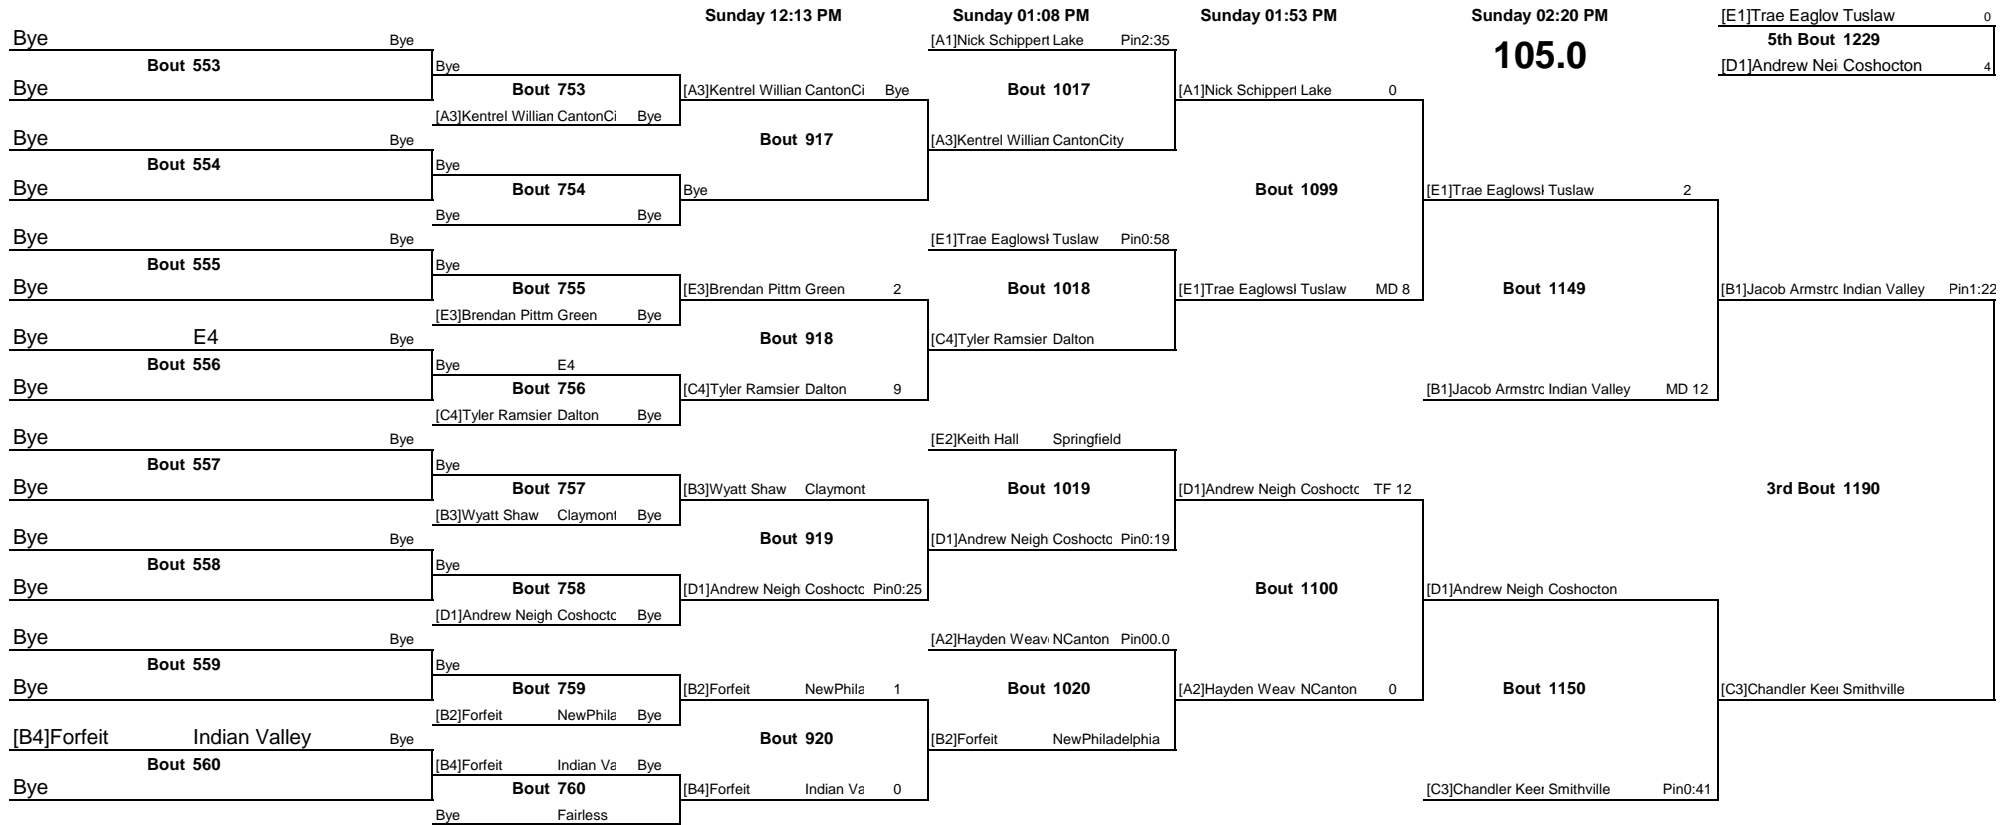 Sunday 12:13 PM Sunday 01:08 PM Sunday 01:53 PM Sunday 02:20 PM
105.0
[E1]Trae Eaglov Tuslaw 0
5th Bout 1229
[D1]Andrew Nei Coshocton 4
Bye Bye
Bout 553
Bye
Bye Bye
Bout 554
Bye
Bye Bye
Bout 555
Bye
Bye E4 Bye
Bout 556
Bye
Bye Bye
Bout 557
Bye
Bye Bye
Bout 558
Bye
Bye Bye
Bout 559
Bye
[B4]Forfeit Indian Valley Bye
Bout 560
Bye
Bye
Bout 753
[A3]Kentrel Willian CantonCi Bye
Bye
Bout 754
Bye Bye
Bye
Bout 755
[E3]Brendan Pittm Green Bye
Bye E4
Bout 756
[C4]Tyler Ramsier Dalton Bye
Bye
Bout 757
[B3]Wyatt Shaw Claymont Bye
Bye
Bout 758
[D1]Andrew Neigh Coshocto Bye
Bye
Bout 759
[B2]Forfeit NewPhila Bye
[B4]Forfeit Indian Va Bye
Bout 760
Bye Fairless
[A3]Kentrel Willian CantonCi Bye
Bout 917
Bye
[E3]Brendan Pittm Green 2
Bout 918
[C4]Tyler Ramsier Dalton 9
[B3]Wyatt Shaw Claymont
Bout 919
[D1]Andrew Neigh Coshocto Pin0:25
[B2]Forfeit NewPhila 1
Bout 920
[B4]Forfeit Indian Va 0
[A1]Nick Schippert Lake Pin2:35
Bout 1017
[A3]Kentrel Willian CantonCity
[E1]Trae Eaglowsl Tuslaw Pin0:58
Bout 1018
[C4]Tyler Ramsier Dalton
[E2]Keith Hall Springfield
Bout 1019
[D1]Andrew Neigh Coshocto Pin0:19
[A2]Hayden Weav NCanton Pin00.0
Bout 1020
[B2]Forfeit NewPhiladelphia
[A1]Nick Schippert Lake 0
Bout 1099
[E1]Trae Eaglowsl Tuslaw MD 8
[D1]Andrew Neigh Coshocto TF 12
Bout 1100
[A2]Hayden Weav NCanton 0
[E1]Trae Eaglowsl Tuslaw 2
Bout 1149
[B1]Jacob Armstrc Indian Valley MD 12
[D1]Andrew Neigh Coshocton
Bout 1150
[C3]Chandler Keer Smithville Pin0:41
[B1]Jacob Armstrc Indian Valley Pin1:22
3rd Bout 1190
[C3]Chandler Keer Smithville